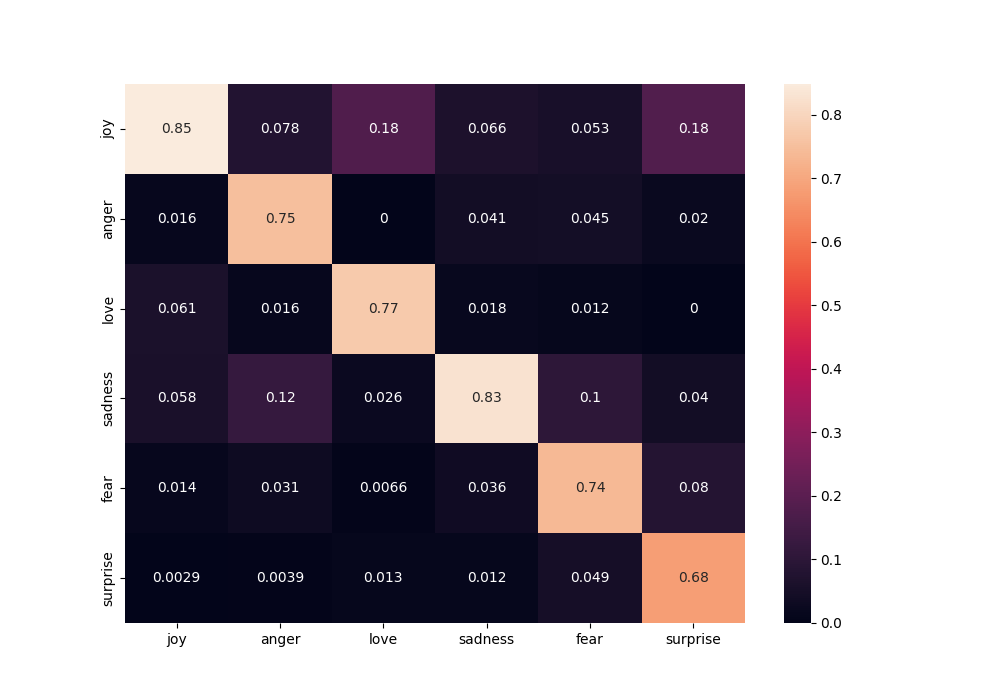 joy 0.85 0.078 0.18 0.066 0.053 0.18
anger 0.016 0.75 0 0.041 0.045 0.02
love 0.061 0.016 0.77 0.018 0.012 0
sadness 0.058 0.12 0.026 0.83 0.1 0.04
fear 0.014 0.031 0.0066 0.036 0.74 0.08
surprise 0.0029 0.0039 0.013 0.012 0.049 0.68
joy anger love sadness fear surprise
0.8
0.7
0.6
0.5
0.4
0.3
0.2
0.1
0.0